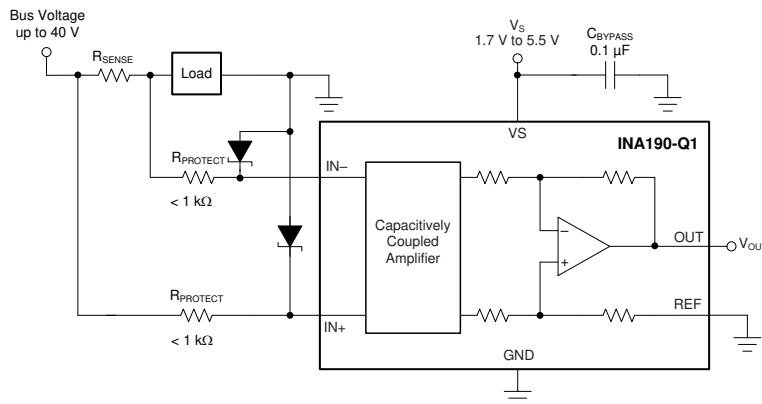 Bus Voltage
up to 40 V
RSENSE
Load
VS
1.7 V to 5.5 V
CBYPASS
0.1 µF
VS
INA190-Q1
RPROTECT
< 1 kΩ
IN–
Capacitively
Coupled
Amplifier
–
+
OUT
VOU
RPROTECT
< 1 kΩ
IN+
REF
GND